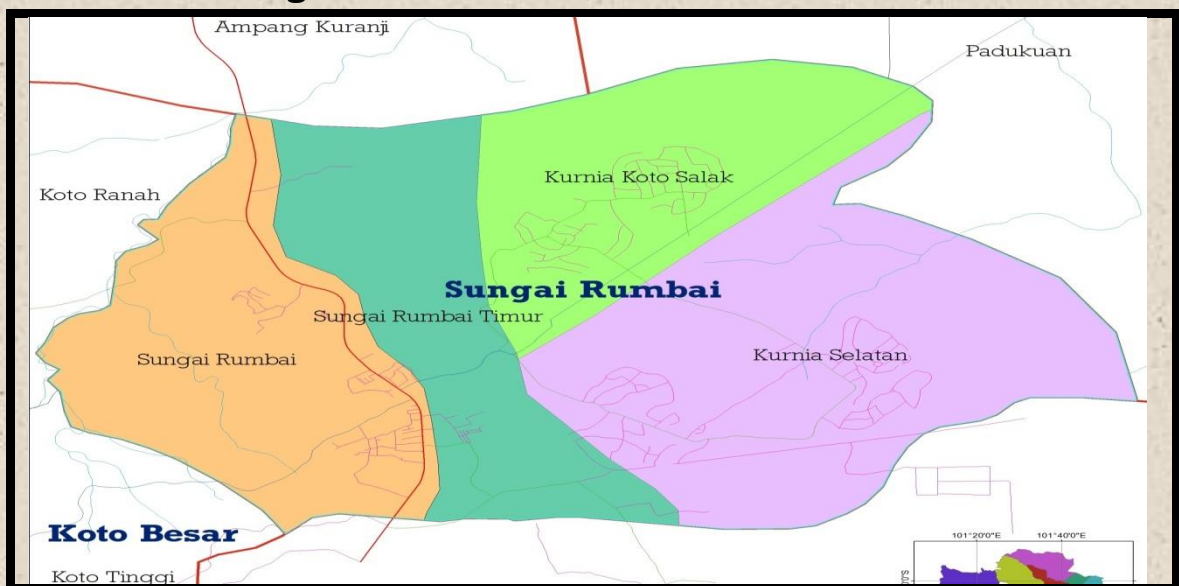 Ampang Kuranji
Padukuan
Koto Ranah
Kurnia Koto Salak
Sungai Rumbai
Sungai Rumbai Timur
Sungai Rumbai
Kurnia Selatan
Koto Besar
Koto Tinggi
101°20'0"E 101°40'0"E